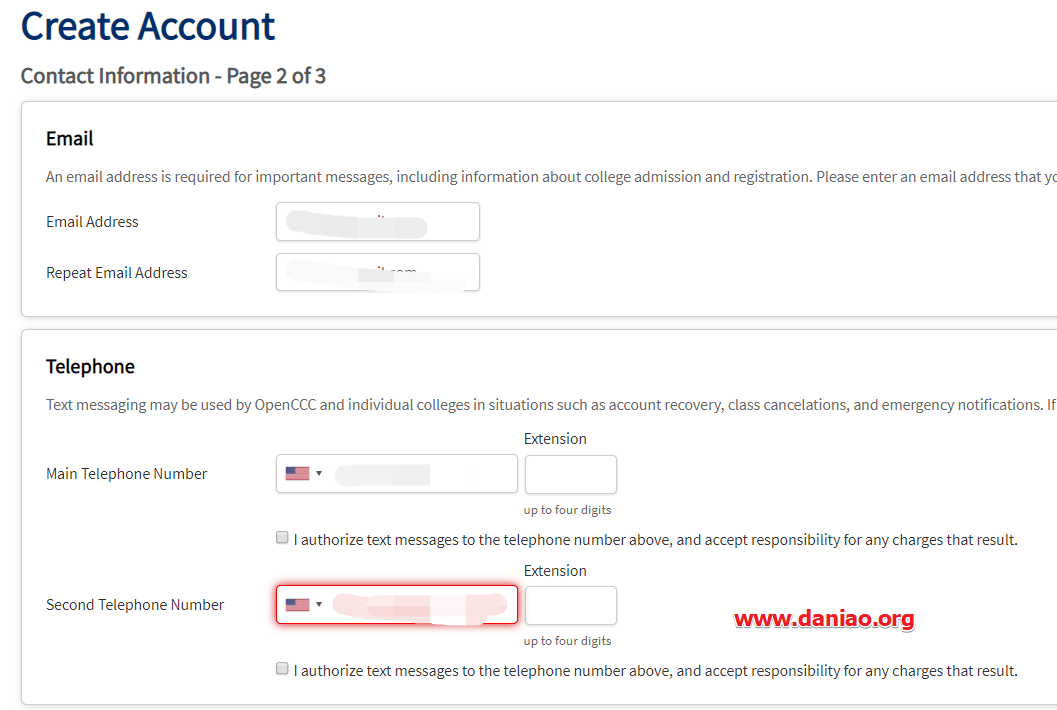 Create Account
Contact Information - Page 2 of 3
Email
An email address is required for important messages, including information about college admission and registration. Please enter an email address that
Email Address
Repeat Email Address
Telephone
Text messaging may be used by OpenCCC and individual colleges in situations such as account recovery, class cancelations, and emergency notifications. If
Extension
Main Telephone Number
up to four digits
I authorize text messages to the telephone number above, and accept responsibility for any charges that result.
Extension
Second Telephone Number
www.daniao.org
up to four digits
I authorize text messages to the telephone number above, and accept responsibility for any charges that result.